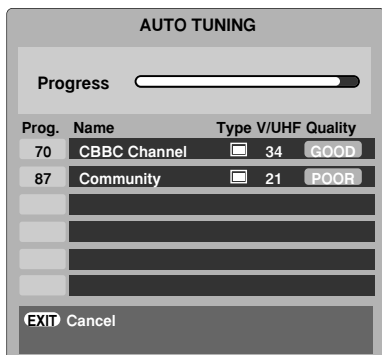 AUTO TUNING
Progress
Prog. Name Type V/UHF Quality
70 CBBC Channel 34 GOOD
87 Community 21 POOR
EXIT Cancel